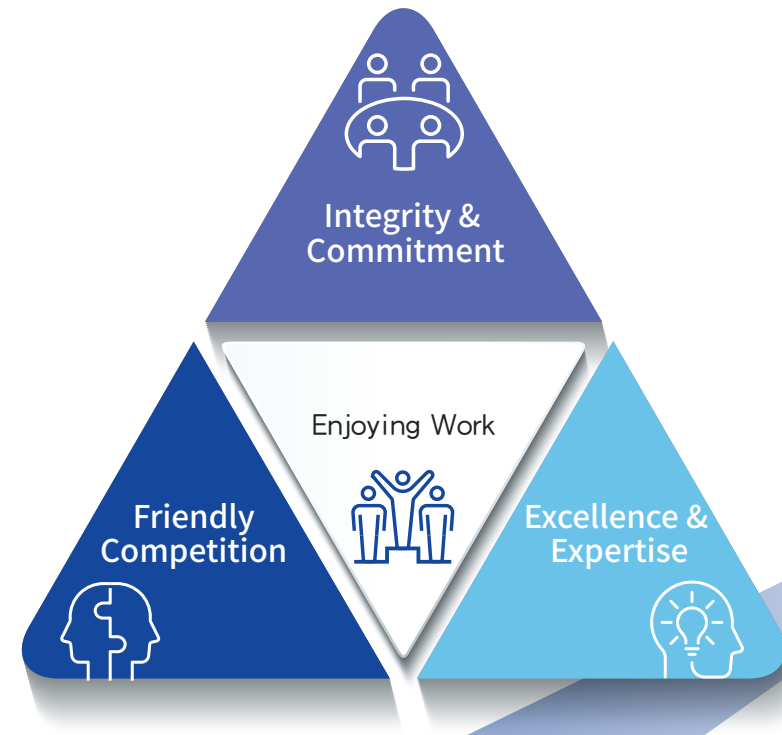 Integrity &
Commitment
Enjoying Work
Friendly
Competition
Excellence &
Expertise